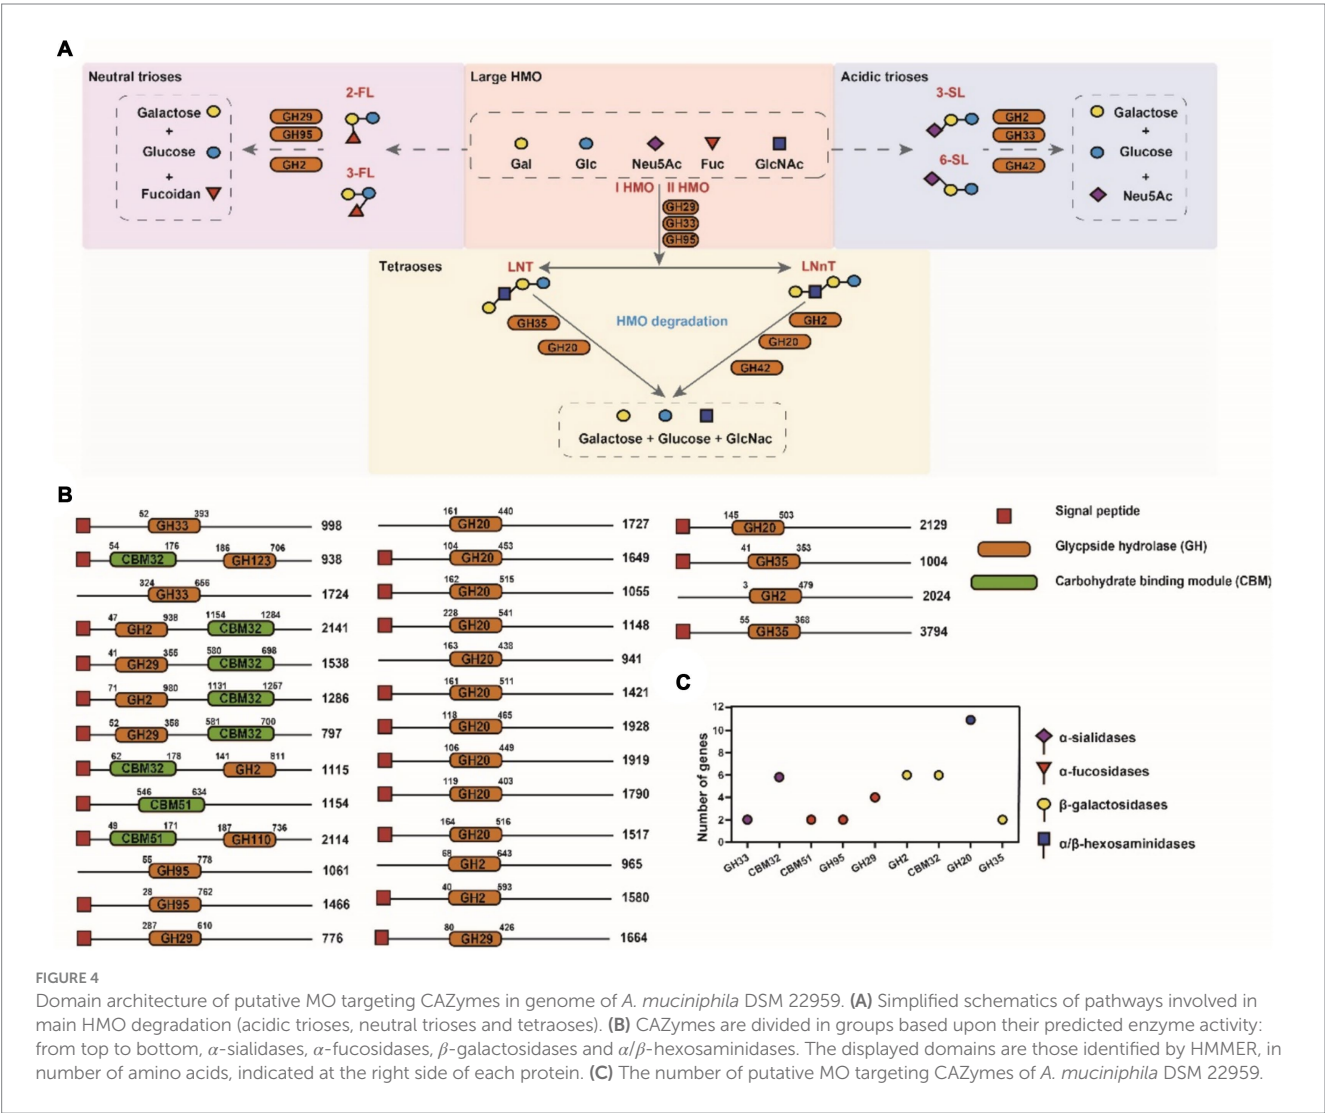 A
Neutral trioses
Large HMO
Acidic trioses
2-FL
3-SL
Galactose
+
Glucose
+
Fucoidan
GH29
GH95
GH2
3-FL
Gal
Glc
Neu5Ac
Fuc
GlcNAc
GH2
GH33
GH42
6-SL
Galactose
+
Glucose
+
Neu5Ac
I HMO
II HMO
GH29
GH33
GH95
Tetraoses
LNT
LNnT
HMO degradation
GH35
GH20
GH2
GH20
GH42
Galactose + Glucose + GlcNac
B
52 393
GH33 998
54 176 186 706
CBM32 GH123 938
324 656
GH33 1724
47 938 1154 1284
GH2 CBM32 2141
41 355 580 698
GH29 CBM32 1538
71 980 1131 1257
GH2 CBM32 1286
52 358 581 700
GH29 CBM32 797
62 178 141 811
CBM32 GH2 1115
546 634
CBM51 1154
49 171 187 736
CBM51 GH110 2114
55 778
GH95 1061
28 762
GH95 1466
287 610
GH29 776
161 440
GH20 1727
104 453
GH20 1649
162 515
GH20 1055
228 541
GH20 1148
163 438
GH20 941
161 511
GH20 1421
118 465
GH20 1928
106 449
GH20 1919
119 403
GH20 1790
164 516
GH20 1517
68 643
GH2 965
40 593
GH2 1580
80 426
GH29 1664
145 503
GH20 2129
41 353
GH35 1004
3 479
GH2 2024
55 368
GH35 3794
Signal peptide
Glycpside hydrolase (GH)
Carbohydrate binding module (CBM)
C
Number of genes
12
10
8
6
4
2
0
GH33
CBM32
CBM51
GH95
GH29
GH2
CBM32
GH20
GH35
α-sialidases
α-fucosidases
β-galactosidases
α/β-hexosaminidases
FIGURE 4
Domain architecture of putative MO targeting CAZymes in genome of A. muciniphila DSM 22959. (A) Simplified schematics of pathways involved in
main HMO degradation (acidic trioses, neutral trioses and tetraoses). (B) CAZymes are divided in groups based upon their predicted enzyme activity:
from top to bottom, α-sialidases, α-fucosidases, β-galactosidases and α/β-hexosaminidases. The displayed domains are those identified by HMMER, in
number of amino acids, indicated at the right side of each protein. (C) The number of putative MO targeting CAZymes of A. muciniphila DSM 22959.